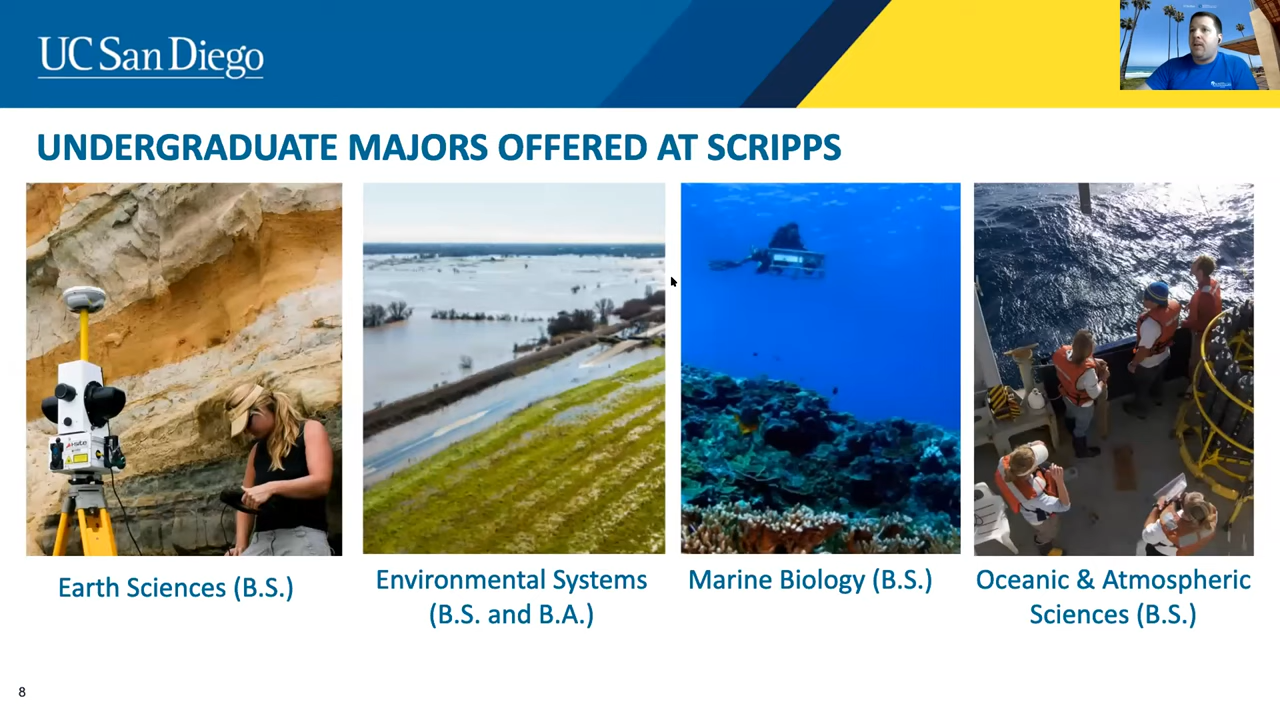 UC San Diego
UNDERGRADUATE MAJORS OFFERED AT SCRIPPS
Earth Sciences (B.S.)
Environmental Systems
(B.S. and B.A.)
Marine Biology (B.S.)
Oceanic & Atmospheric
Sciences (B.S.)
8